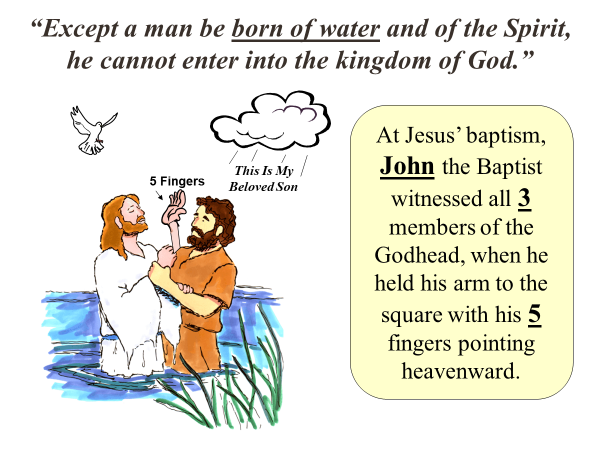 “Except a man be born of water and of the Spirit,
he cannot enter into the kingdom of God.”
This Is My
Beloved Son
5 Fingers
At Jesus’ baptism,
John the Baptist
witnessed all 3
members of the
Godhead, when he
held his arm to the
square with his 5
fingers pointing
heavenward.